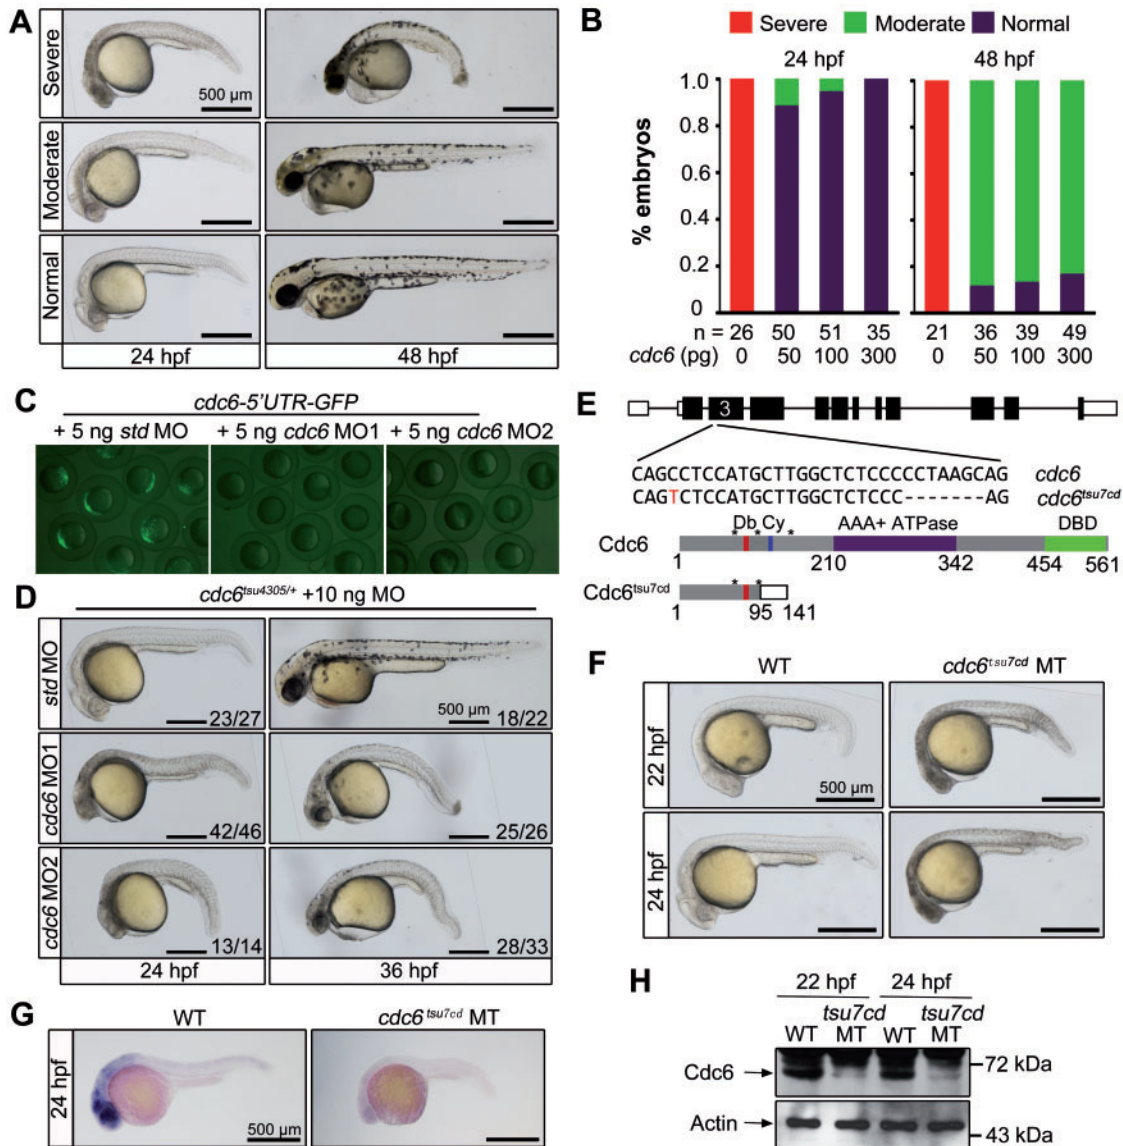 A
Severe
500 µm
Moderate
Normal
24 hpf
48 hpf
B
Severe
Moderate
Normal
24 hpf
48 hpf
% embryos
1.0
0.8
0.6
0.4
0.2
0
n = 26 50 51 35 21 36 39 49
cdc6 (pg) 0 50 100 300 0 50 100 300
C
cdc6-5'UTR-GFP
+ 5 ng std MO
+ 5 ng cdc6 MO1
+ 5 ng cdc6 MO2
D
cdc6tsu4305/+ +10 ng MO
std MO
23/27
500 µm
18/22
cdc6 MO1
42/46
25/26
cdc6 MO2
13/14
28/33
24 hpf
36 hpf
E
3
CAGCCTCCATGCTTGGCTCTCCCCCTAAGCAG cdc6
CAGTCTCCATGCTTGGCTCTCCC-------AG cdc6tsu7cd
Db Cy AAA+ ATPase DBD
* * *
Cdc6
1 210 342 454 561
* *
Cdc6tsu7cd
1 95 141
F
WT
cdc6tsu7cd MT
22 hpf
500 µm
24 hpf
G
WT
cdc6tsu7cd MT
24 hpf
500 µm
H
22 hpf 24 hpf
tsu7cd tsu7cd
WT MT WT MT
Cdc6
72 kDa
Actin
43 kDa